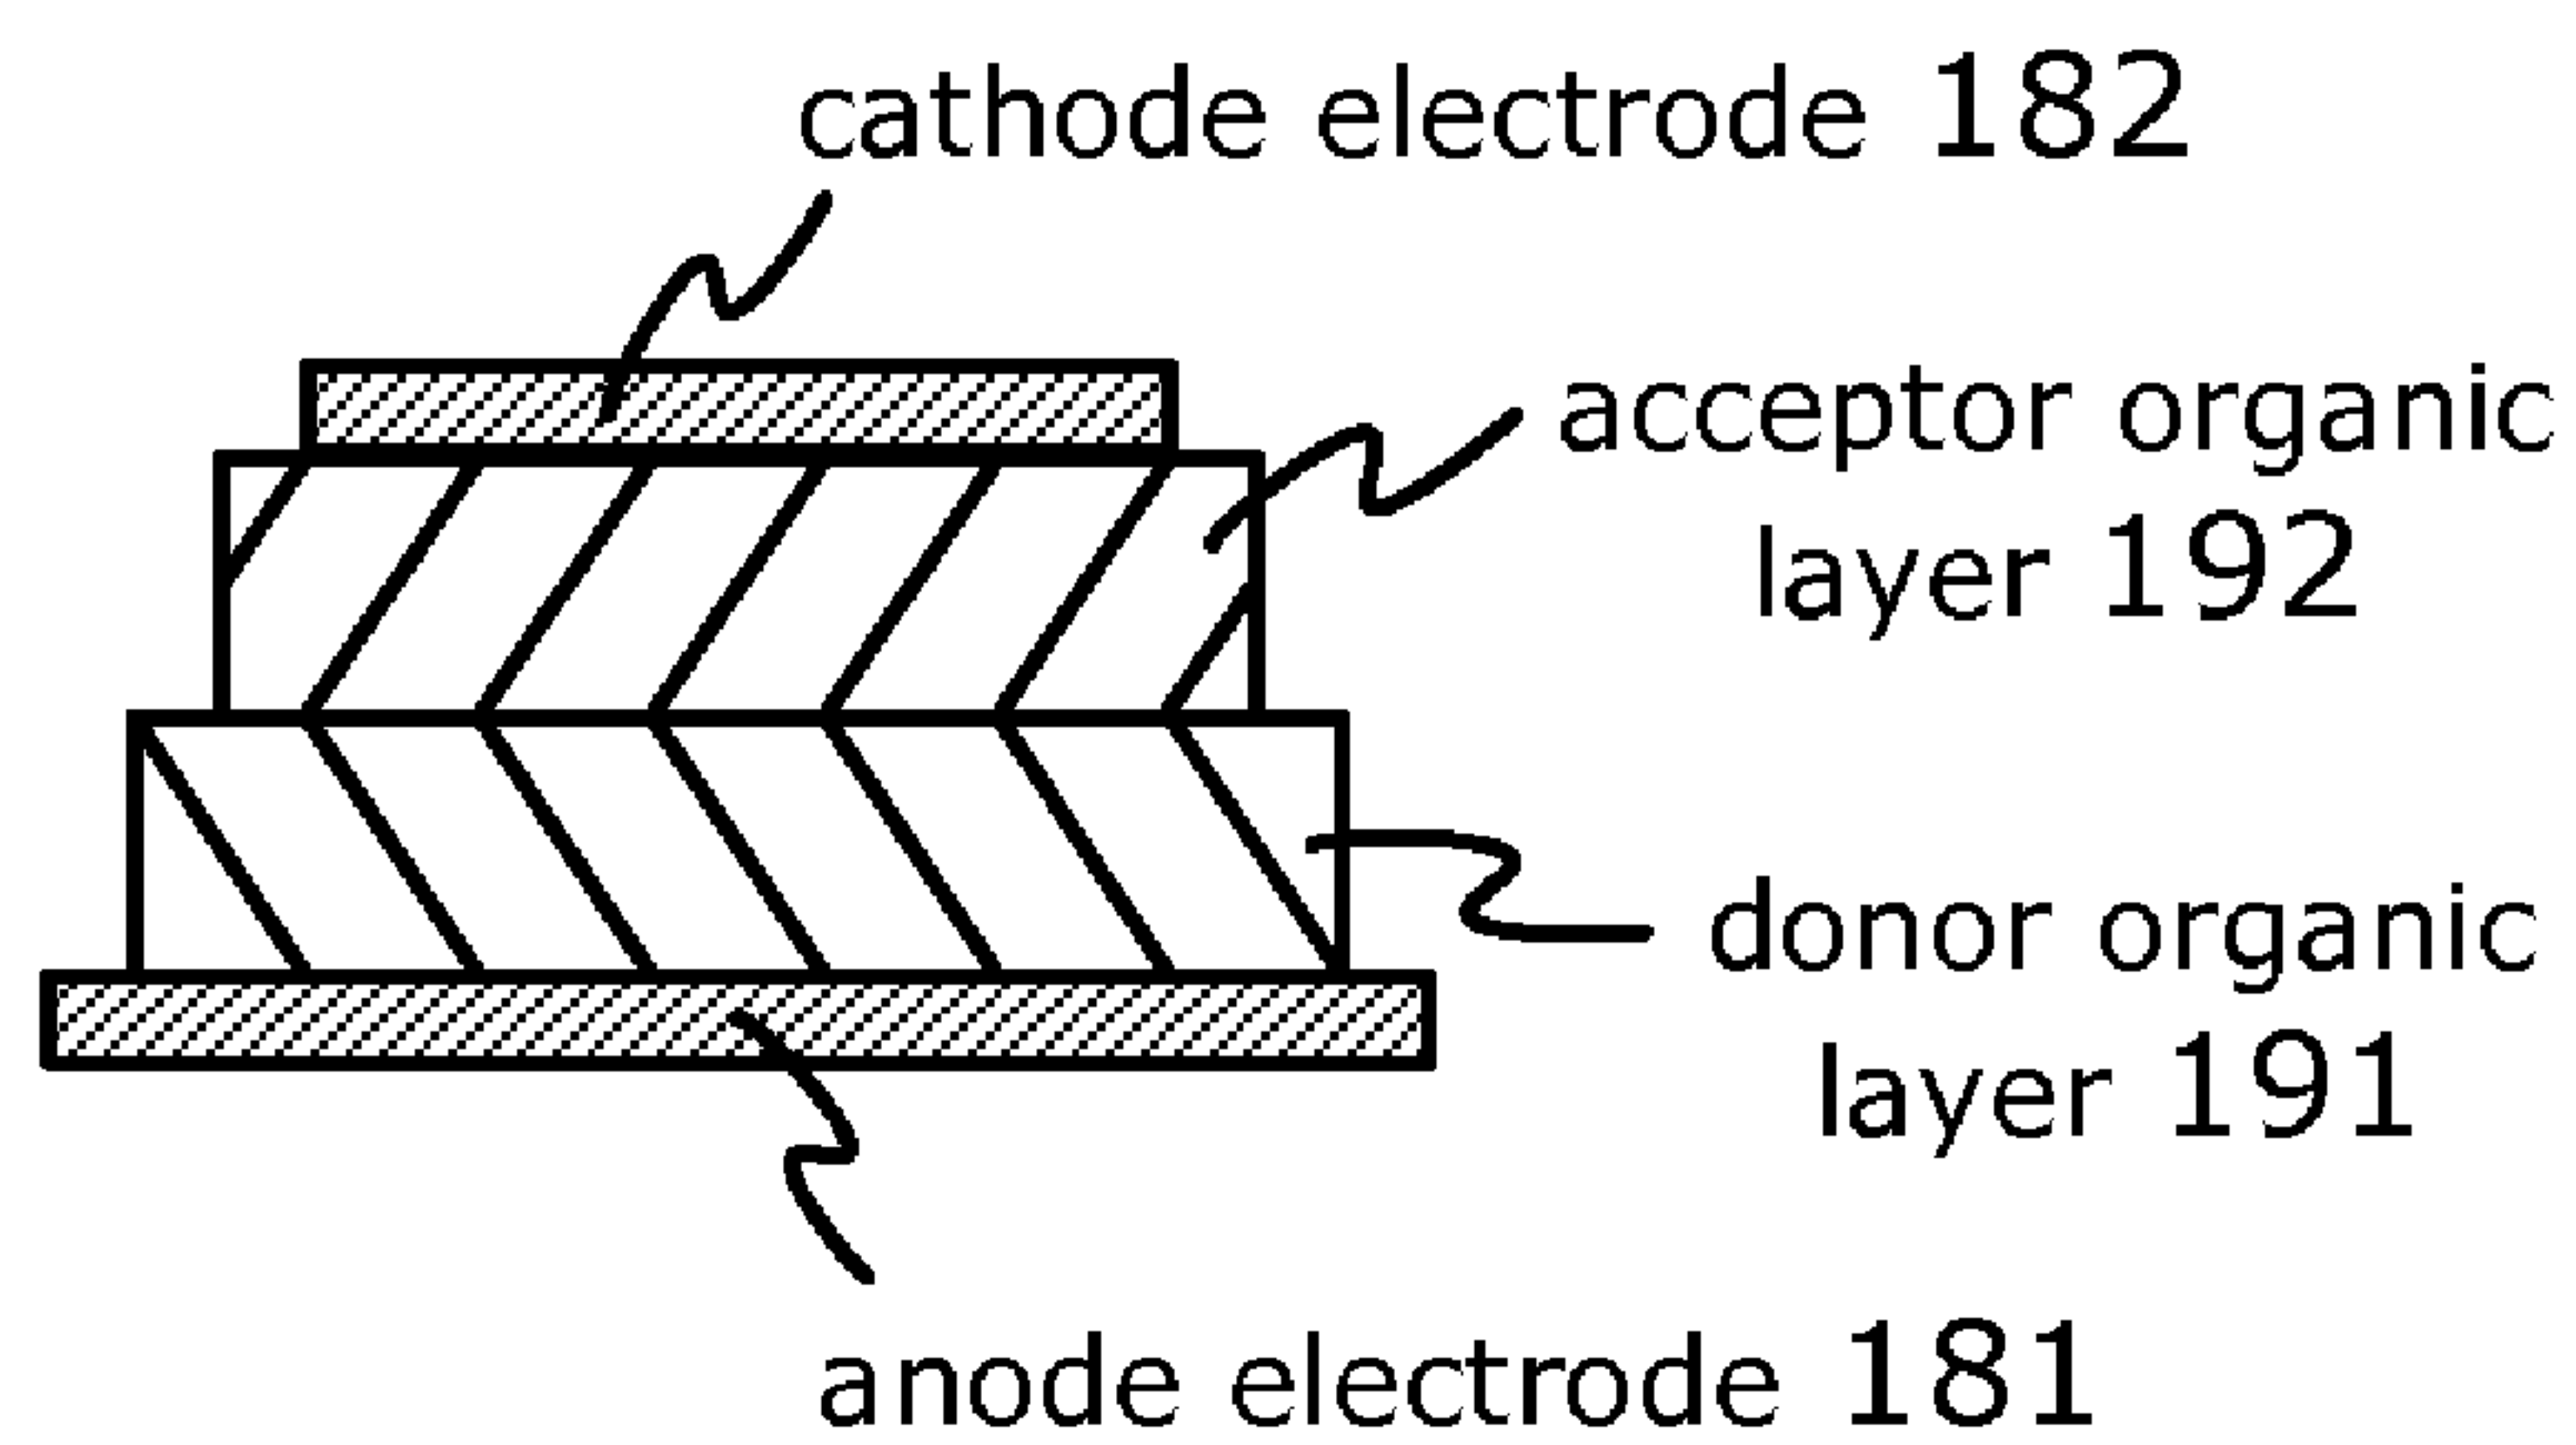 cathode electrode 182
acceptor organic
layer 192
donor organic
layer 191
anode electrode 181